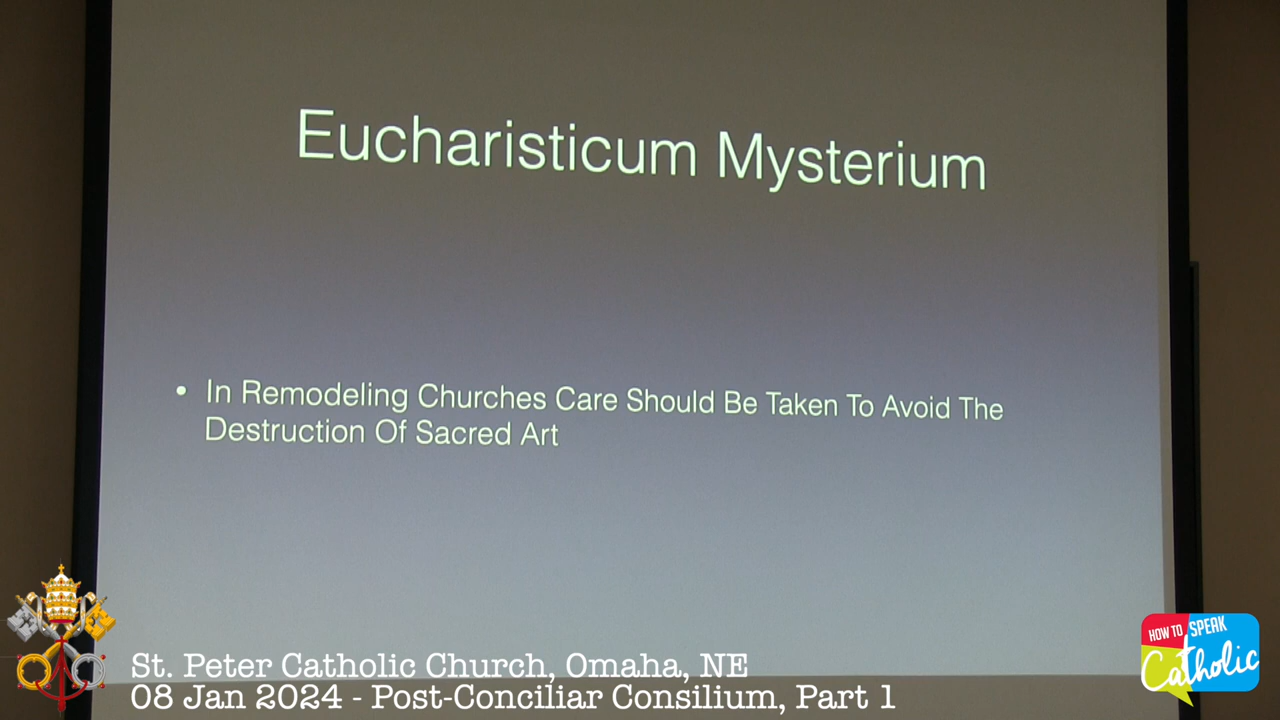 Eucharisticum Mysterium
• In Remodeling Churches Care Should Be Taken To Avoid The
Destruction Of Sacred Art
St. Peter Catholic Church, Omaha, NE
08 Jan 2024 - Post-Conciliar Consilium, Part 1
HOW TO SPEAK
Catholic